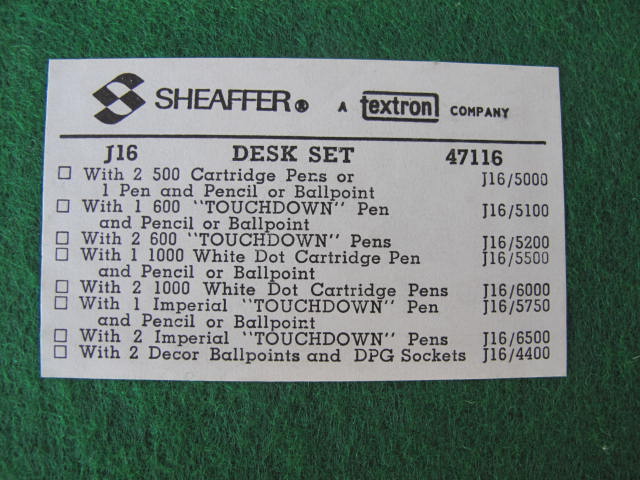 SHEAFFER® A textron COMPANY
J16 DESK SET 47116
☐ With 2 500 Cartridge Pens or J16/5000
1 Pen and Pencil or Ballpoint
☐ With 1 600 "TOUCHDOWN" Pen J16/5100
and Pencil or Ballpoint
☐ With 2 600 "TOUCHDOWN" Pens J16/5200
☐ With 1 1000 White Dot Cartridge Pen J16/5500
and Pencil or Ballpoint
☐ With 2 1000 White Dot Cartridge Pens J16/6000
☐ With 1 Imperial "TOUCHDOWN" Pen J16/5750
and Pencil or Ballpoint
☐ With 2 Imperial "TOUCHDOWN" Pens J16/6500
☐ With 2 Decor Ballpoints and DPG Sockets J16/4400